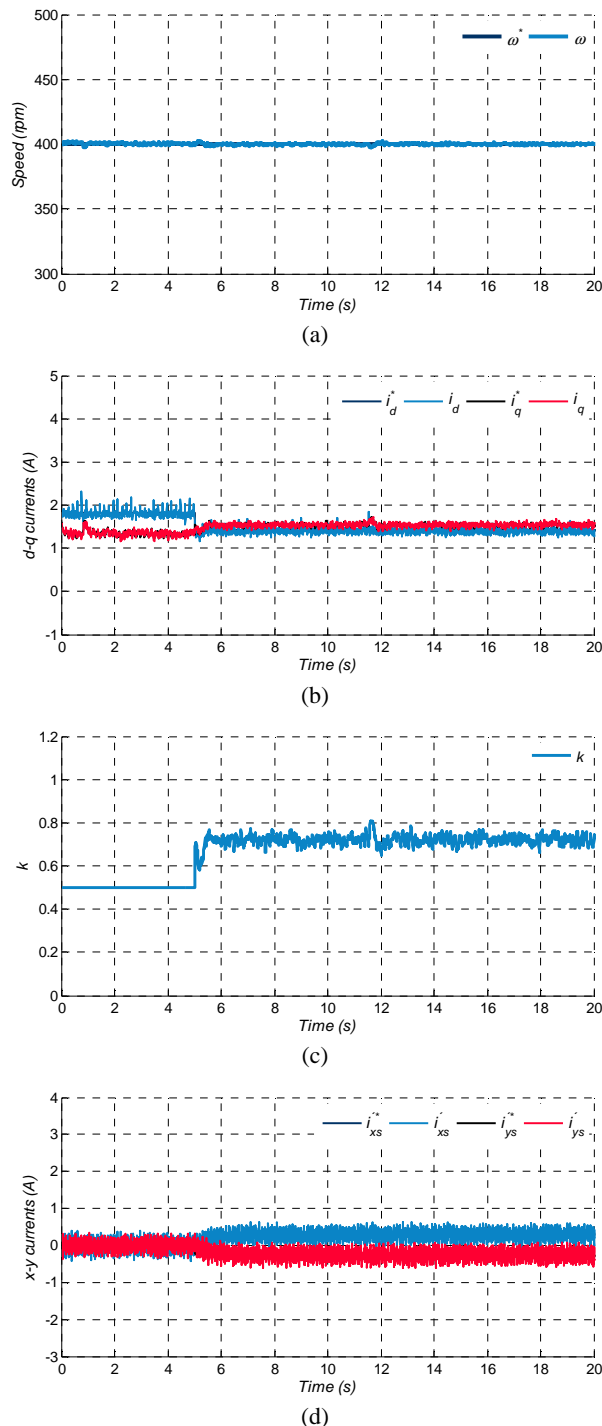 ω* ω
500
450
400
350
300
Speed (rpm)
0 2 4 6 8 10 12 14 16 18 20
Time (s)
(a)
i*d id i*q iq
5
4
3
2
1
0
-1
d-q currents (A)
0 2 4 6 8 10 12 14 16 18 20
Time (s)
(b)
k
1.2
1
0.8
0.6
0.4
0.2
0
k
0 2 4 6 8 10 12 14 16 18 20
Time (s)
(c)
i´*xs i´xs i´*ys i´ys
4
3
2
1
0
-1
-2
-3
x-y currents (A)
0 2 4 6 8 10 12 14 16 18 20
Time (s)
(d)